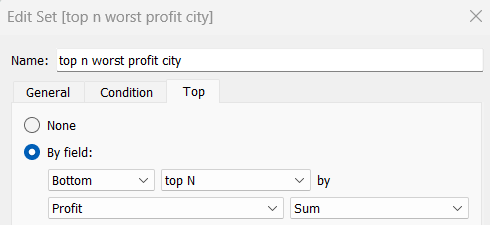 Edit Set [top n worst profit city]
Name: top n worst profit city
General Condition Top
None
By field:
Bottom top N by
Profit Sum